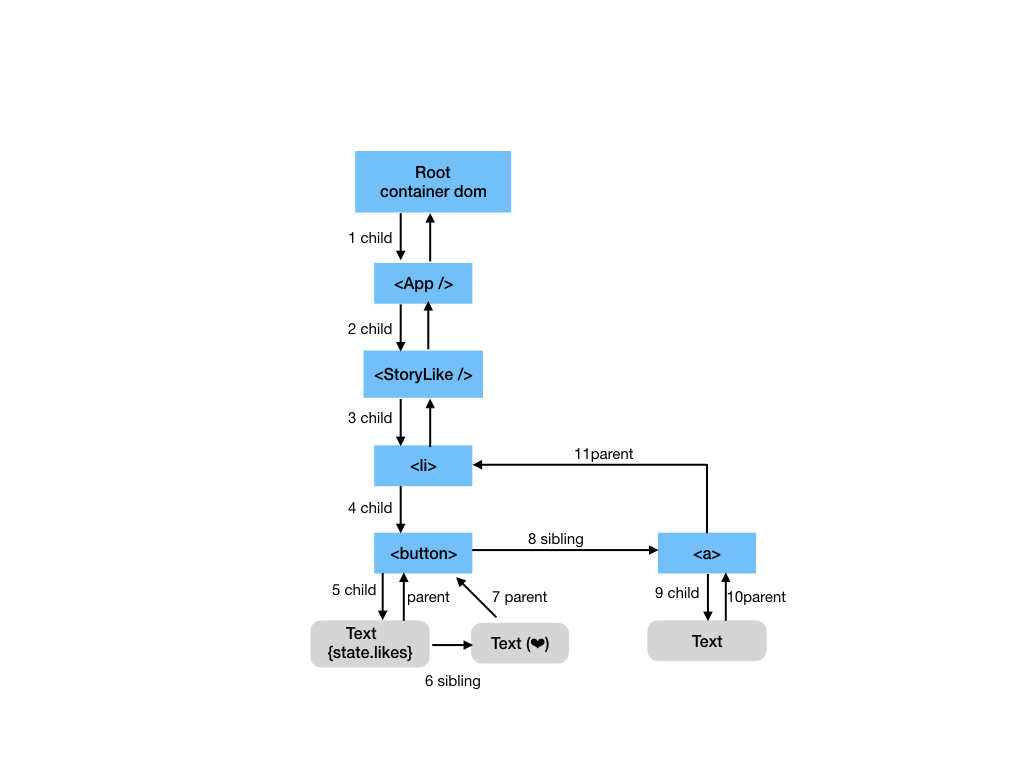 Root
container dom
1 child
<App />
2 child
<StoryLike />
3 child
<li>
11parent
4 child
<button>
8 sibling
<a>
5 child
parent
7 parent
9 child
10parent
Text
{state.likes}
Text (❤)
Text
6 sibling